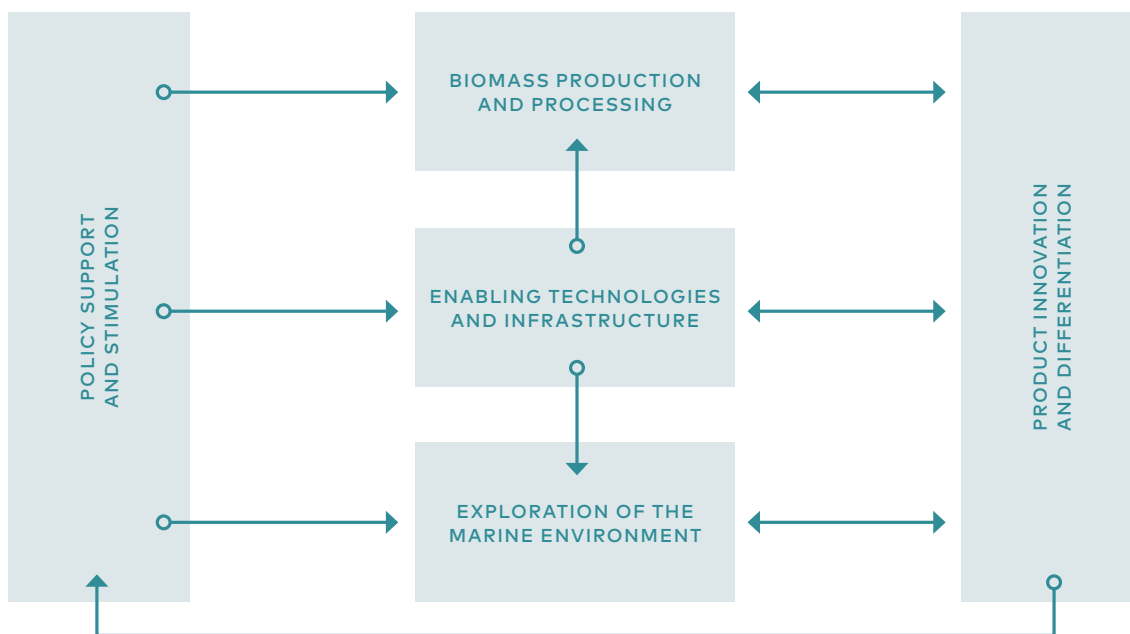 POLICY SUPPORT
AND STIMULATION
BIOMASS PRODUCTION
AND PROCESSING
ENABLING TECHNOLOGIES
AND INFRASTRUCTURE
EXPLORATION OF THE
MARINE ENVIRONMENT
PRODUCT INNOVATION
AND DIFFERENTIATION